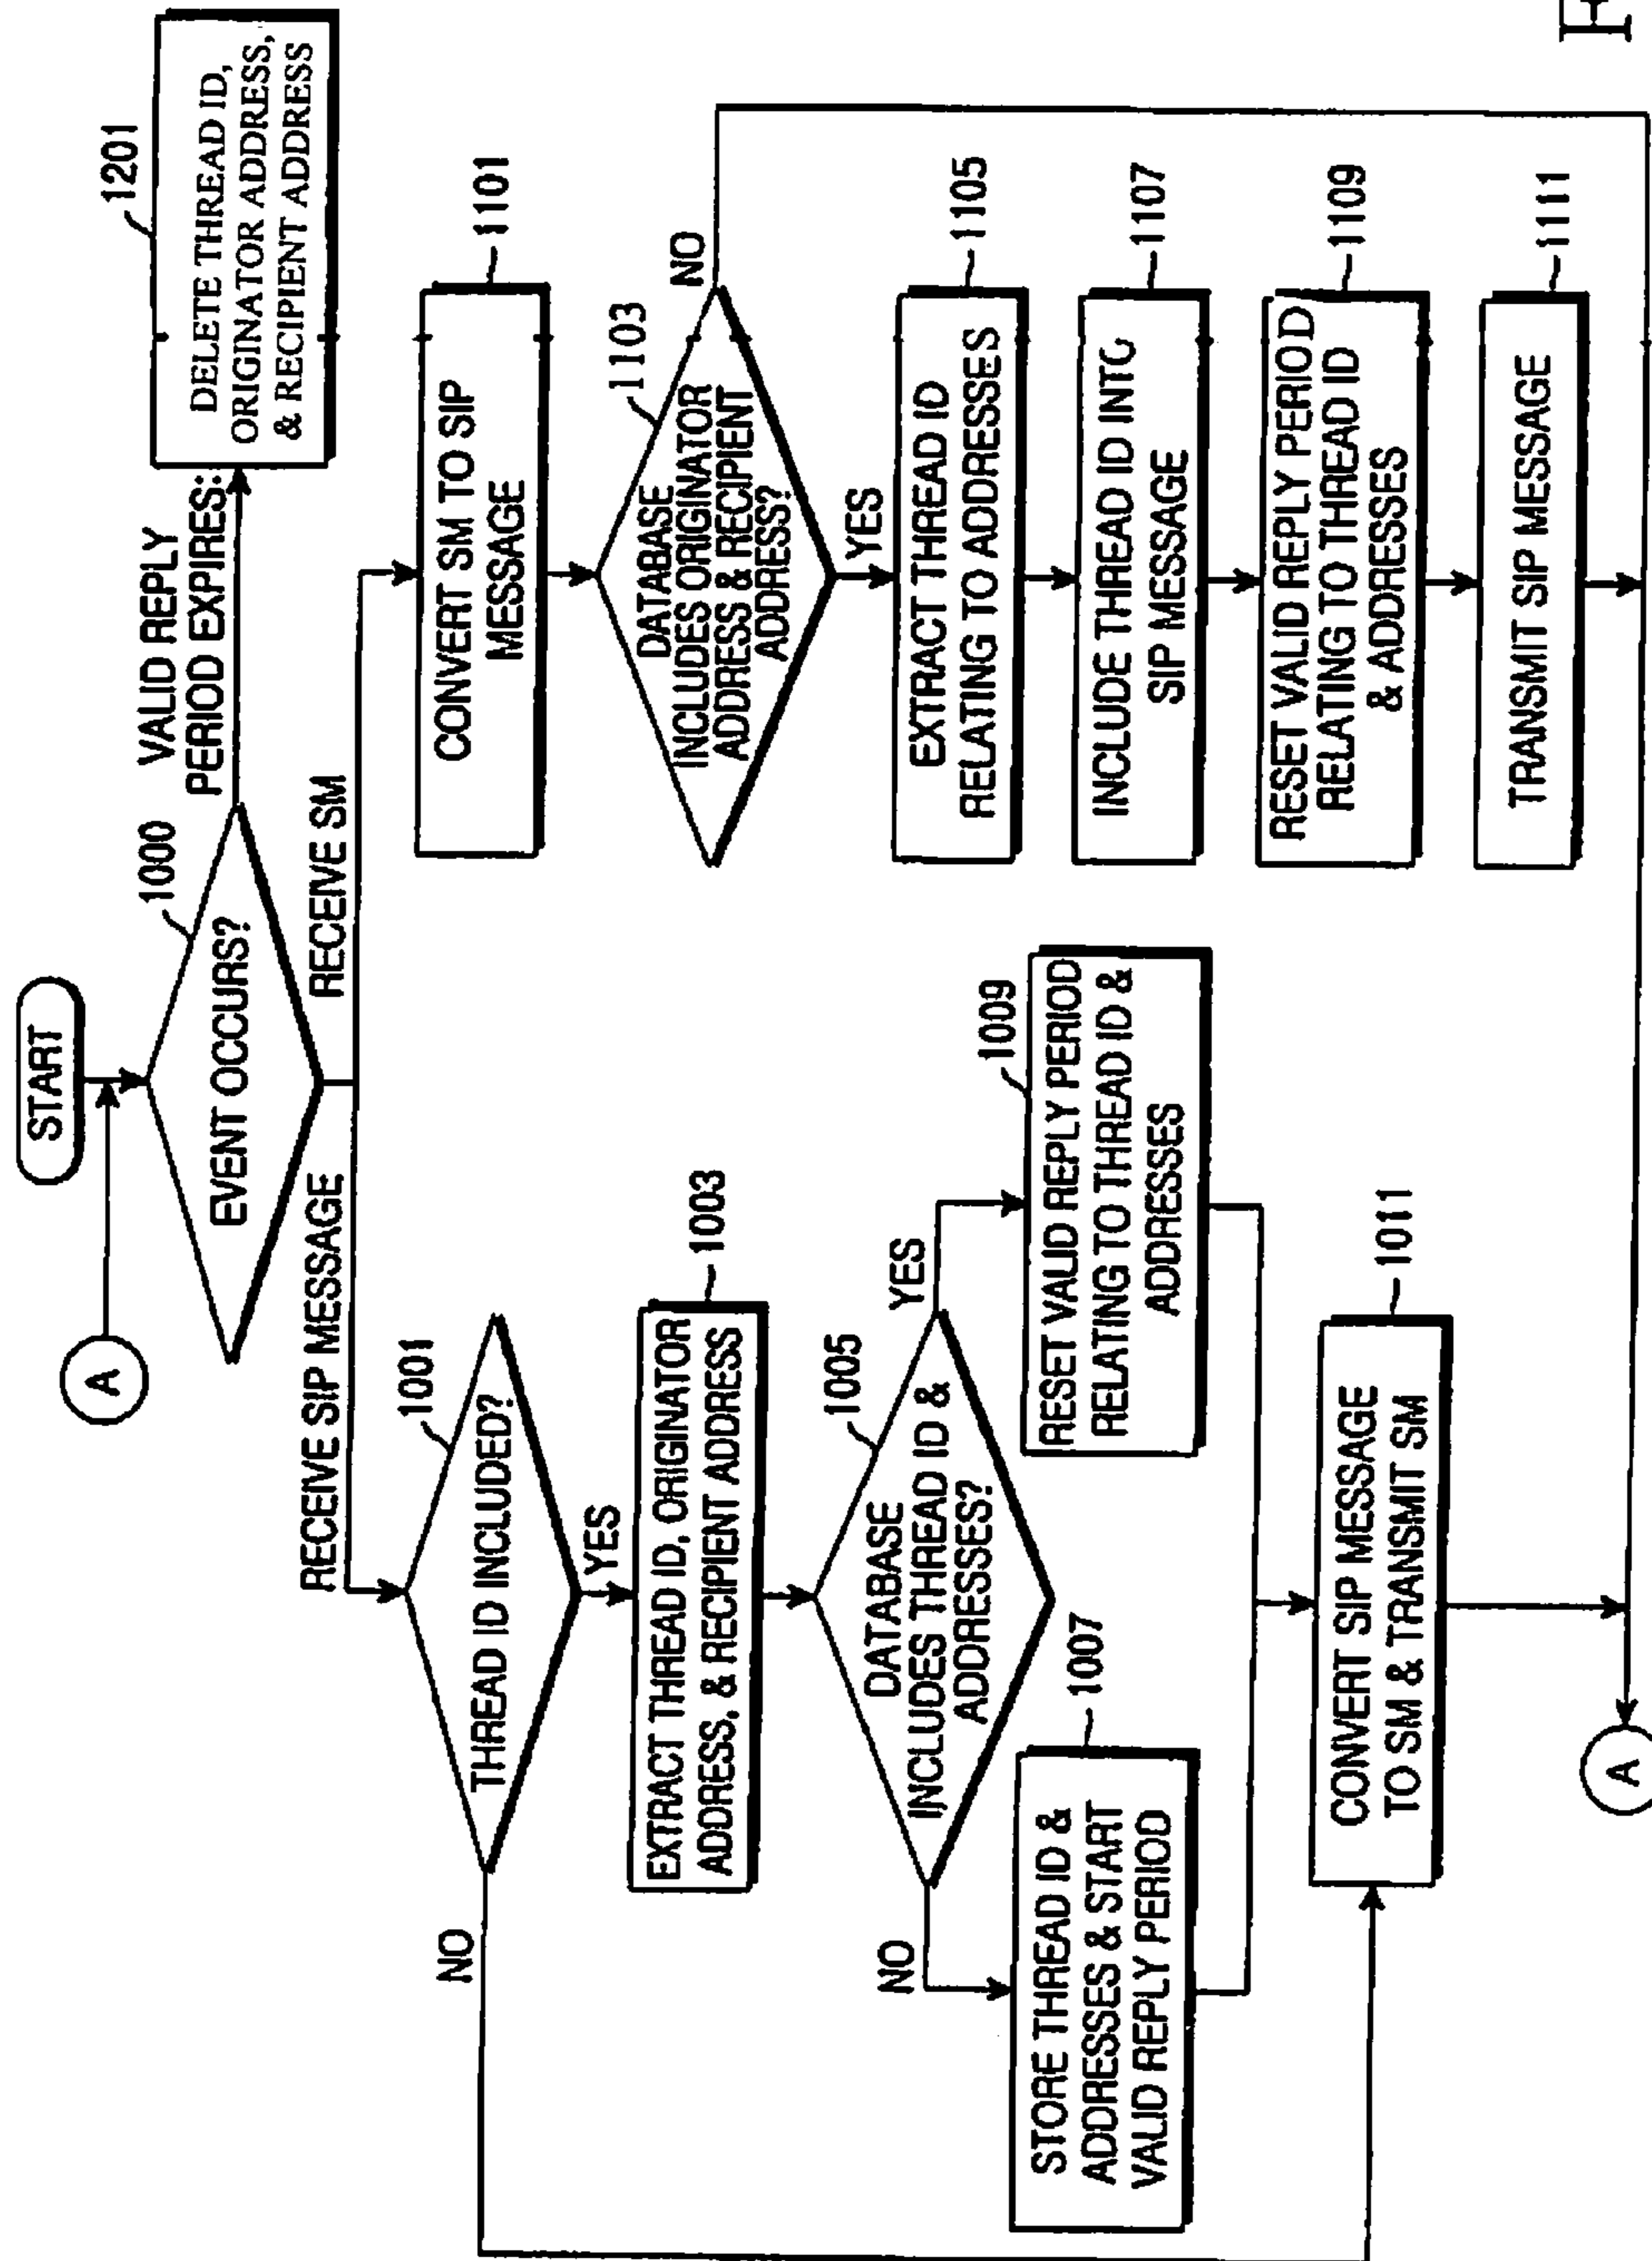 START
A
1000
EVENT OCCURS?
VALID REPLY
PERIOD EXPIRES:
1201
DELETE THREAD ID,
ORIGINATOR ADDRESS,
& RECIPIENT ADDRESS
RECEIVE SIP MESSAGE
RECEIVE SM
1001
THREAD ID INCLUDED?
NO
YES
1003
EXTRACT THREAD ID, ORIGINATOR
ADDRESS, & RECIPIENT ADDRESS
1005
DATABASE
INCLUDES THREAD ID &
ADDRESSES?
NO
YES
1007
STORE THREAD ID &
ADDRESSES & START
VALID REPLY PERIOD
1009
RESET VALID REPLY PERIOD
RELATING TO THREAD ID &
ADDRESSES
1011
CONVERT SIP MESSAGE
TO SM & TRANSMIT SM
1101
CONVERT SM TO SIP
MESSAGE
1103
DATABASE
INCLUDES ORIGINATOR
ADDRESS & RECIPIENT
ADDRESS?
NO
YES
1105
EXTRACT THREAD ID
RELATING TO ADDRESSES
1107
INCLUDE THREAD ID INTO
SIP MESSAGE
1109
RESET VALID REPLY PERIOD
RELATING TO THREAD ID
& ADDRESSES
1111
TRANSMIT SIP MESSAGE
A